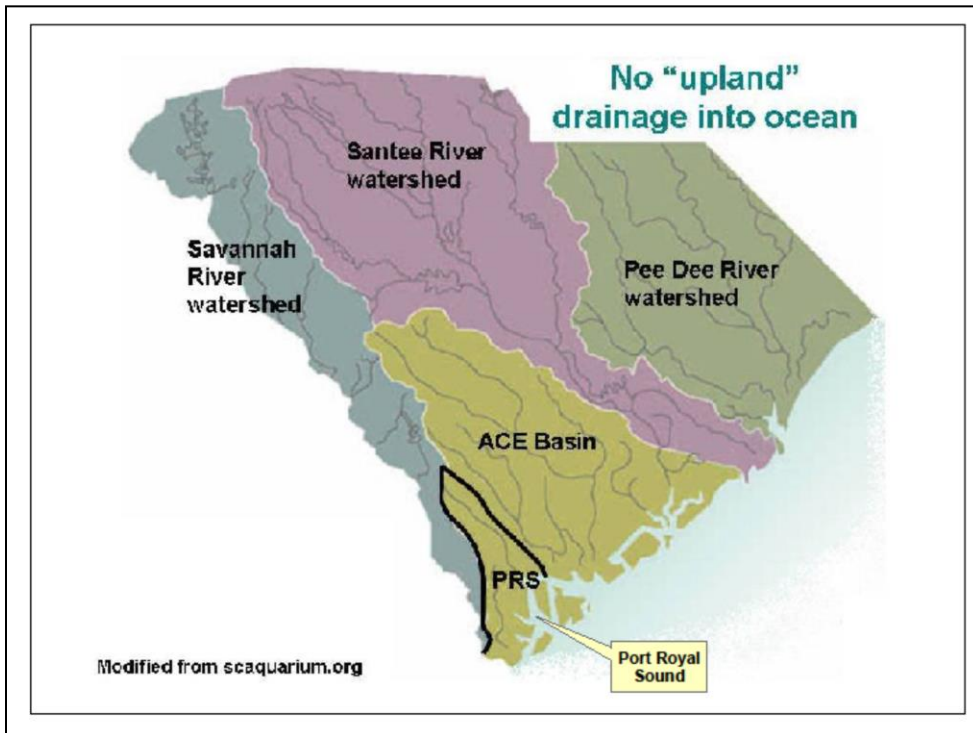 No “upland”
drainage into ocean
Santee River
watershed
Savannah
River
watershed
Pee Dee River
watershed
ACE Basin
PRS
Port Royal
Sound
Modified from scaquarium.org